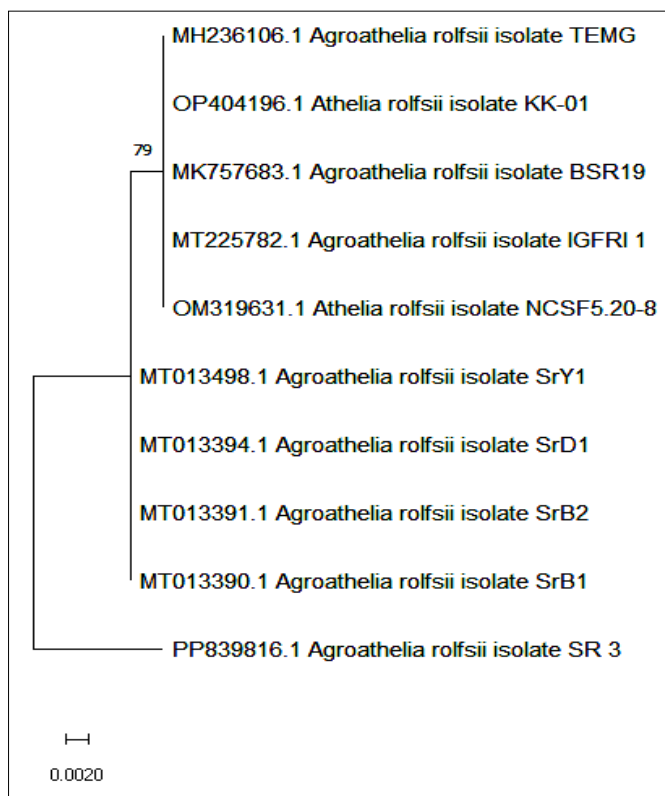 MH236106.1 Agroathelia rolfsii isolate TEMG
OP404196.1 Athelia rolfsii isolate KK-01
79
MK757683.1 Agroathelia rolfsii isolate BSR19
MT225782.1 Agroathelia rolfsii isolate IGFRI 1
OM319631.1 Athelia rolfsii isolate NCSF5.20-8
MT013498.1 Agroathelia rolfsii isolate SrY1
MT013394.1 Agroathelia rolfsii isolate SrD1
MT013391.1 Agroathelia rolfsii isolate SrB2
MT013390.1 Agroathelia rolfsii isolate SrB1
PP839816.1 Agroathelia rolfsii isolate SR 3
0.0020